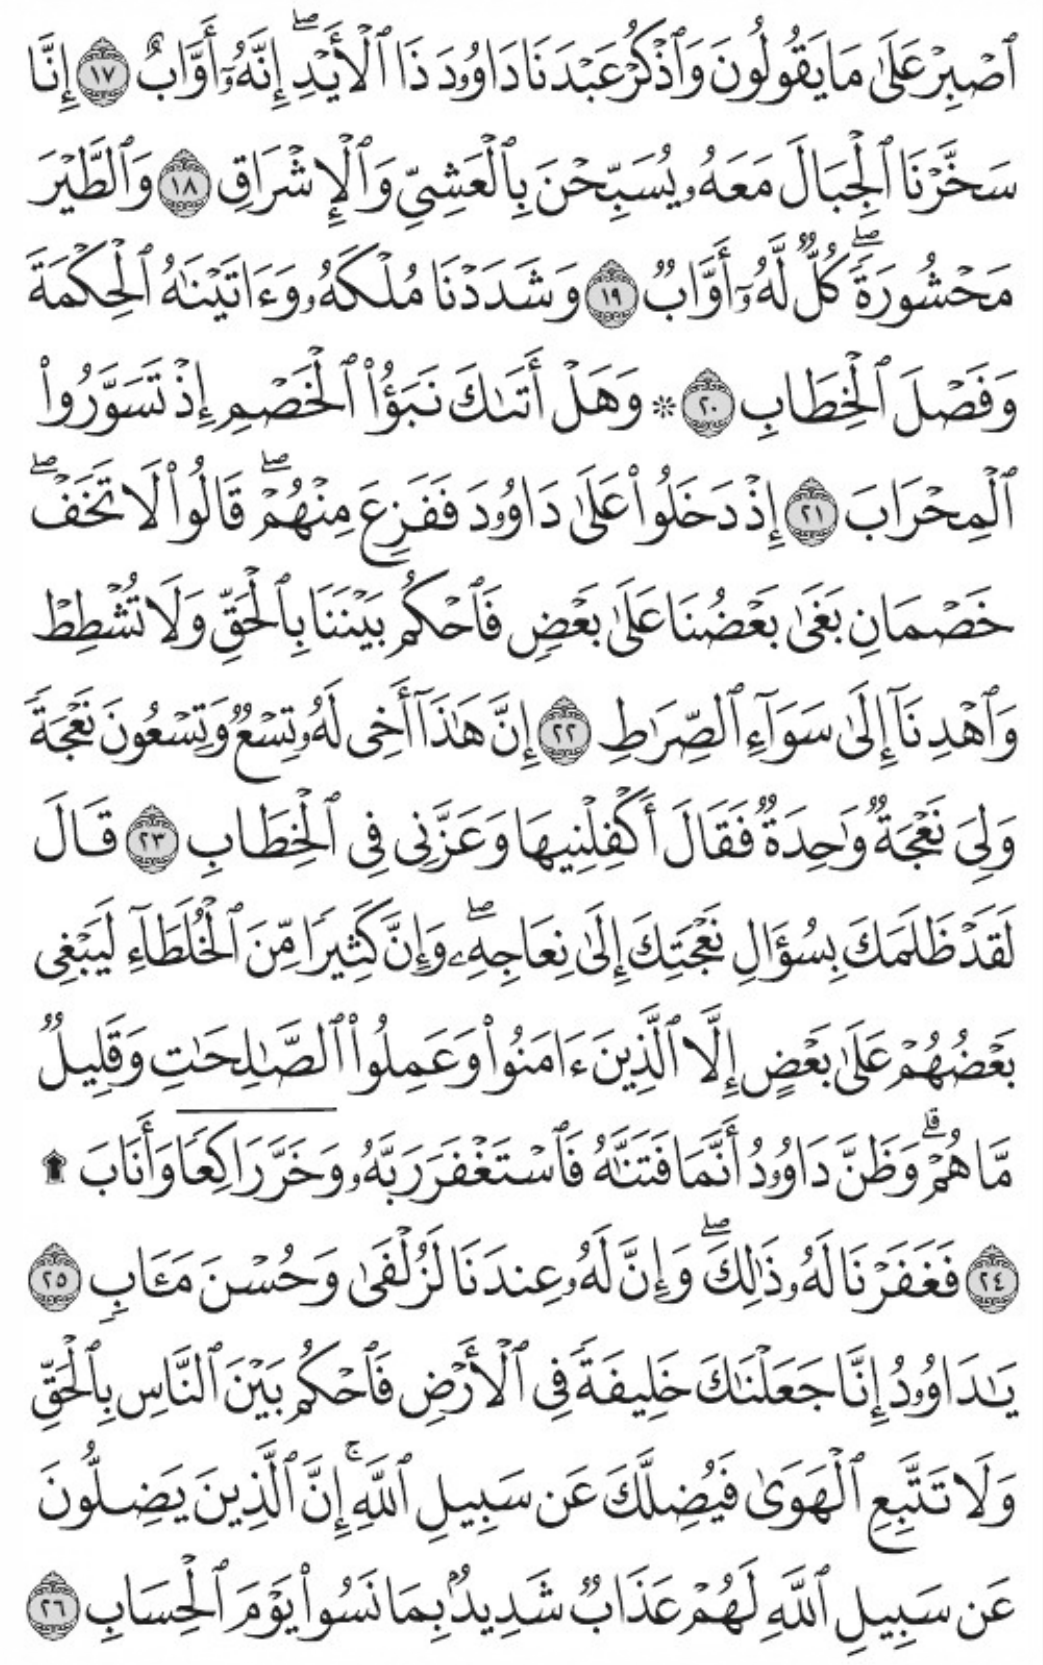 ٱصۡبِرۡ عَلَىٰ مَا يَقُولُونَ وَٱذۡكُرۡ عَبۡدَنَا دَاوُۥدَ ذَا ٱلۡأَيۡدِۖ إِنَّهُۥٓ أَوَّابٌ ١٧ إِنَّا
سَخَّرۡنَا ٱلۡجِبَالَ مَعَهُۥ يُسَبِّحۡنَ بِٱلۡعَشِيِّ وَٱلۡإِشۡرَاقِ ١٨ وَٱلطَّيۡرَ
مَحۡشُورَةٗۖ كُلّٞ لَّهُۥٓ أَوَّابٞ ١٩ وَشَدَدۡنَا مُلۡكَهُۥ وَءَاتَيۡنَٰهُ ٱلۡحِكۡمَةَ
وَفَصۡلَ ٱلۡخِطَابِ ٢٠ ۞ وَهَلۡ أَتَىٰكَ نَبَؤُاْ ٱلۡخَصۡمِ إِذۡ تَسَوَّرُواْ
ٱلۡمِحۡرَابَ ٢١ إِذۡ دَخَلُواْ عَلَىٰ دَاوُۥدَ فَفَزِعَ مِنۡهُمۡۖ قَالُواْ لَا تَخَفۡۖ
خَصۡمَانِ بَغَىٰ بَعۡضُنَا عَلَىٰ بَعۡضٖ فَٱحۡكُم بَيۡنَنَا بِٱلۡحَقِّ وَلَا تُشۡطِطۡ
وَٱهۡدِنَآ إِلَىٰ سَوَآءِ ٱلصِّرَٰطِ ٢٢ إِنَّ هَٰذَآ أَخِي لَهُۥ تِسۡعٞ وَتِسۡعُونَ نَعۡجَةٗ
وَلِيَ نَعۡجَةٞ وَٰحِدَةٞ فَقَالَ أَكۡفِلۡنِيهَا وَعَزَّنِي فِي ٱلۡخِطَابِ ٢٣ قَالَ
لَقَدۡ ظَلَمَكَ بِسُؤَالِ نَعۡجَتِكَ إِلَىٰ نِعَاجِهِۦۖ وَإِنَّ كَثِيرٗا مِّنَ ٱلۡخُلَطَآءِ لَيَبۡغِي
بَعۡضُهُمۡ عَلَىٰ بَعۡضٍ إِلَّا ٱلَّذِينَ ءَامَنُواْ وَعَمِلُواْ ٱلصَّٰلِحَٰتِ وَقَلِيلٞ
مَّا هُمۡۗ وَظَنَّ دَاوُۥدُ أَنَّمَا فَتَنَّٰهُ فَٱسۡتَغۡفَرَ رَبَّهُۥ وَخَرَّۤ رَاكِعٗاۤ وَأَنَابَ ۩
٢٤ فَغَفَرۡنَا لَهُۥ ذَٰلِكَۖ وَإِنَّ لَهُۥ عِندَنَا لَزُلۡفَىٰ وَحُسۡنَ مَـَٔابٖ ٢٥
يَٰدَاوُۥدُ إِنَّا جَعَلۡنَٰكَ خَلِيفَةٗ فِي ٱلۡأَرۡضِ فَٱحۡكُم بَيۡنَ ٱلنَّاسِ بِٱلۡحَقِّ
وَلَا تَتَّبِعِ ٱلۡهَوَىٰ فَيُضِلَّكَ عَن سَبِيلِ ٱللَّهِۚ إِنَّ ٱلَّذِينَ يَضِلُّونَ
عَن سَبِيلِ ٱللَّهِ لَهُمۡ عَذَابٞ شَدِيدُۢ بِمَا نَسُواْ يَوۡمَ ٱلۡحِسَابِ ٢٦